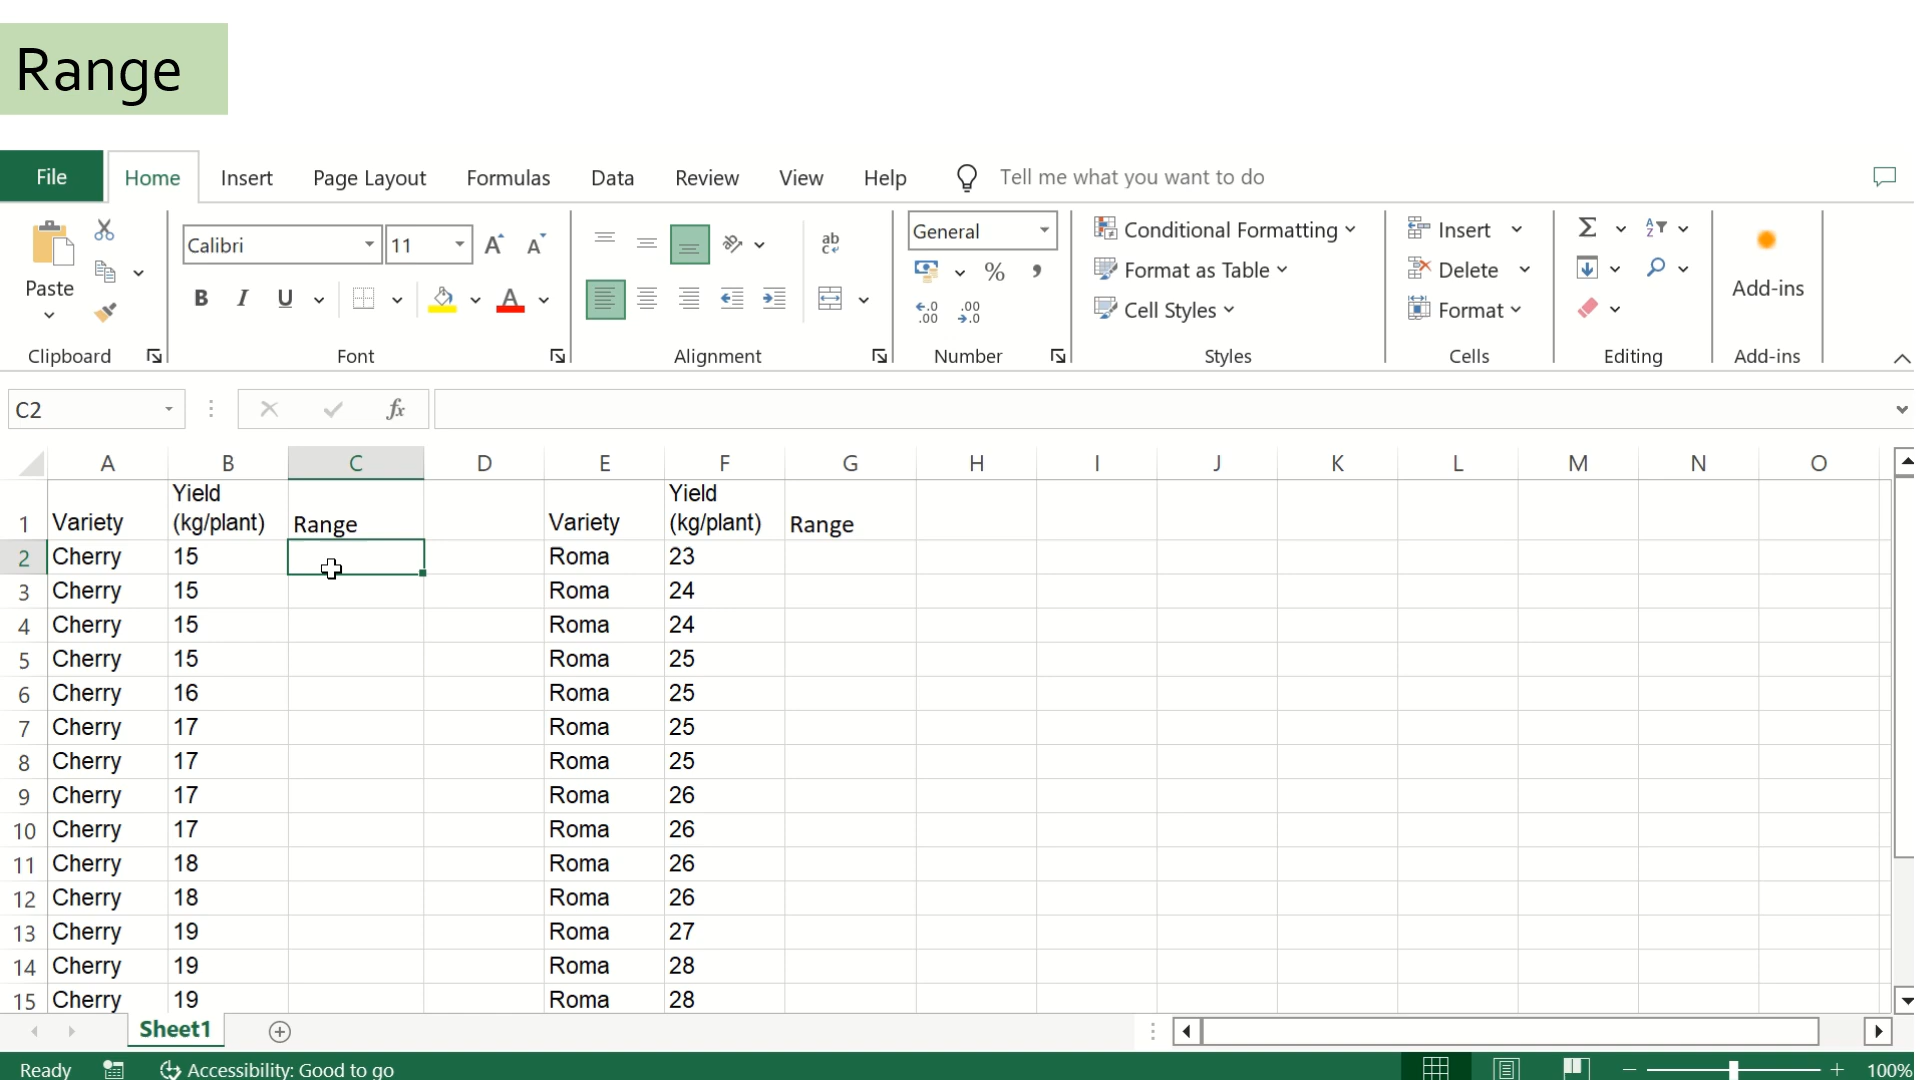 Range
File Home Insert Page Layout Formulas Data Review View Help Tell me what you want to do
Paste
Calibri 11
B I U A
ab
General
% ,
Conditional Formatting
Format as Table
Cell Styles
Insert
Delete
Format
Add-ins
Clipboard Font Alignment Number Styles Cells Editing Add-ins
C2 fx
A B C D E F G H I J K L M N O
Yield Yield
1 Variety (kg/plant) Range Variety (kg/plant) Range
2 Cherry 15 Roma 23
3 Cherry 15 Roma 24
4 Cherry 15 Roma 24
5 Cherry 15 Roma 25
6 Cherry 16 Roma 25
7 Cherry 17 Roma 25
8 Cherry 17 Roma 25
9 Cherry 17 Roma 26
10 Cherry 17 Roma 26
11 Cherry 18 Roma 26
12 Cherry 18 Roma 26
13 Cherry 19 Roma 27
14 Cherry 19 Roma 28
15 Cherry 19 Roma 28
Sheet1
Ready Accessibility: Good to go 100%